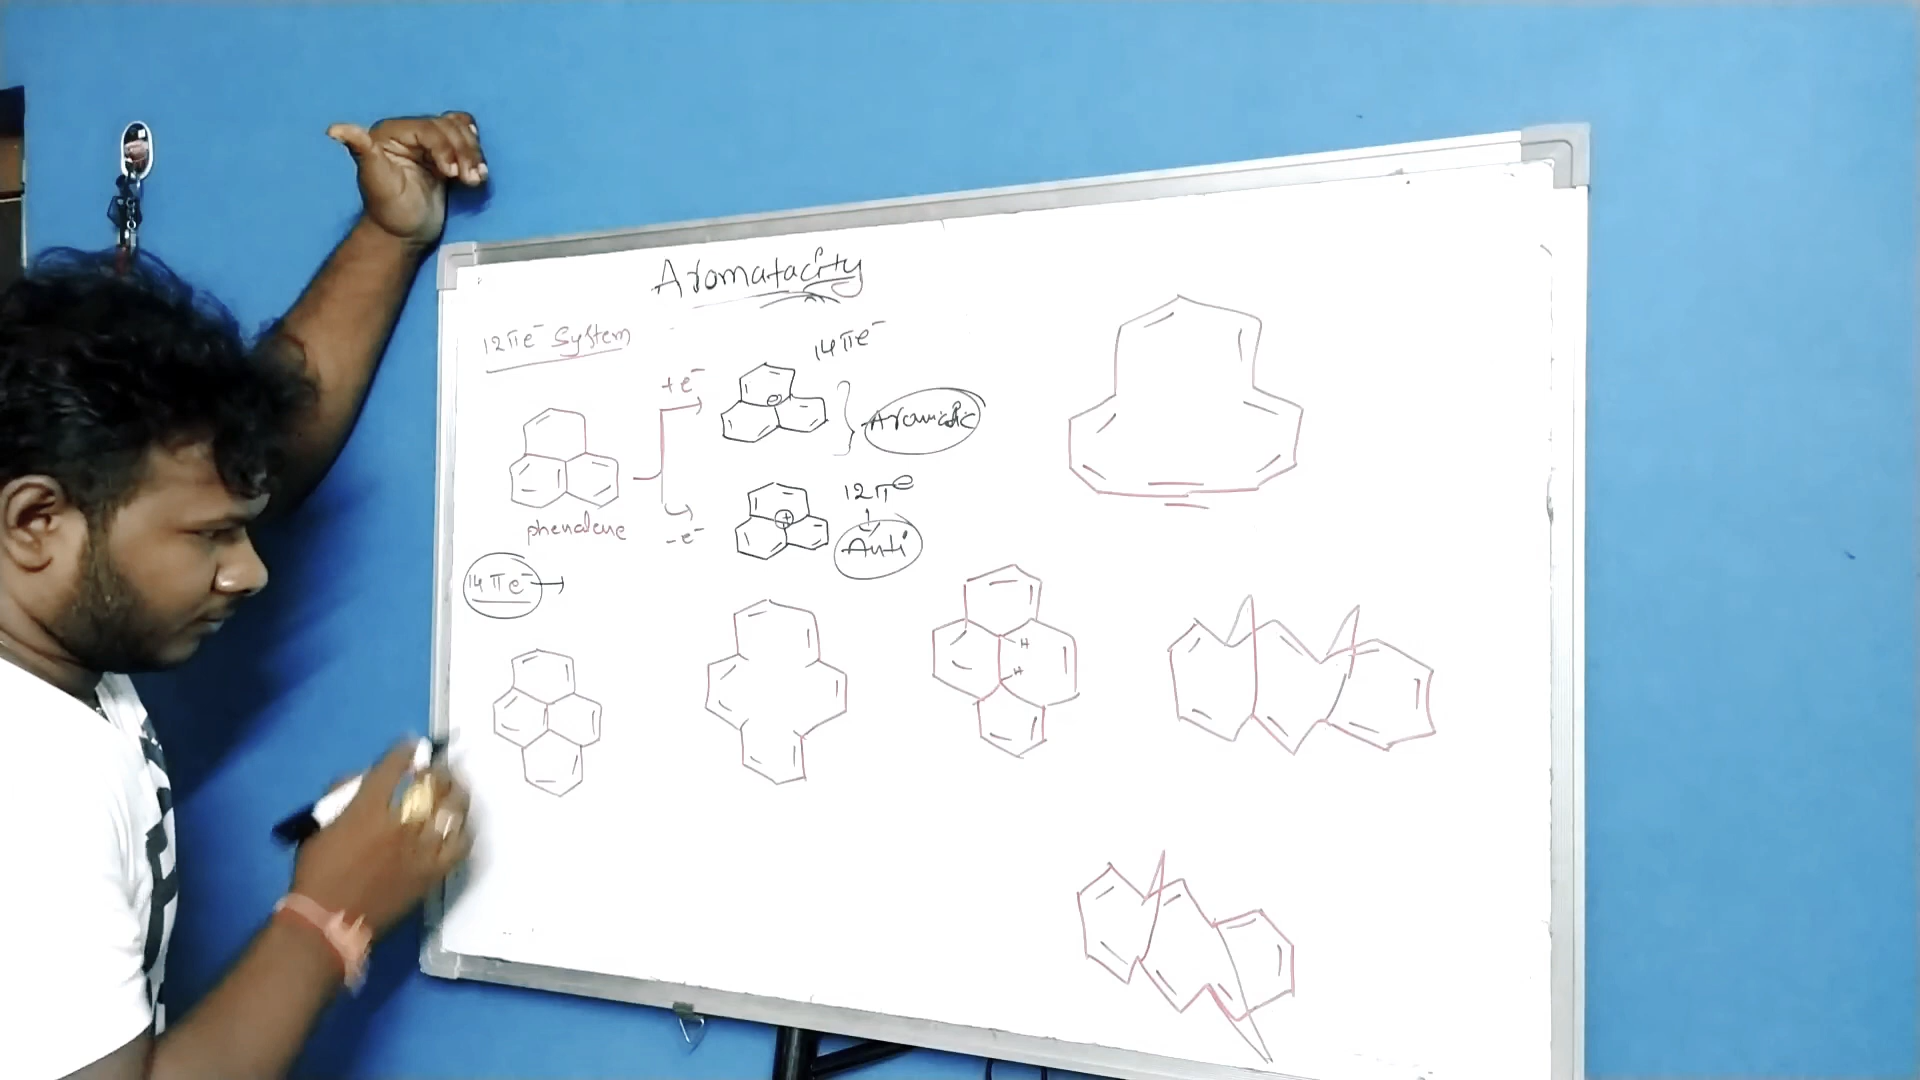 Aromatacity
12πe⁻ System
14πe⁻
+e⁻
Aromatic
12πe
-e⁻
Anti
phenalene
14πe⁻ →
H
H